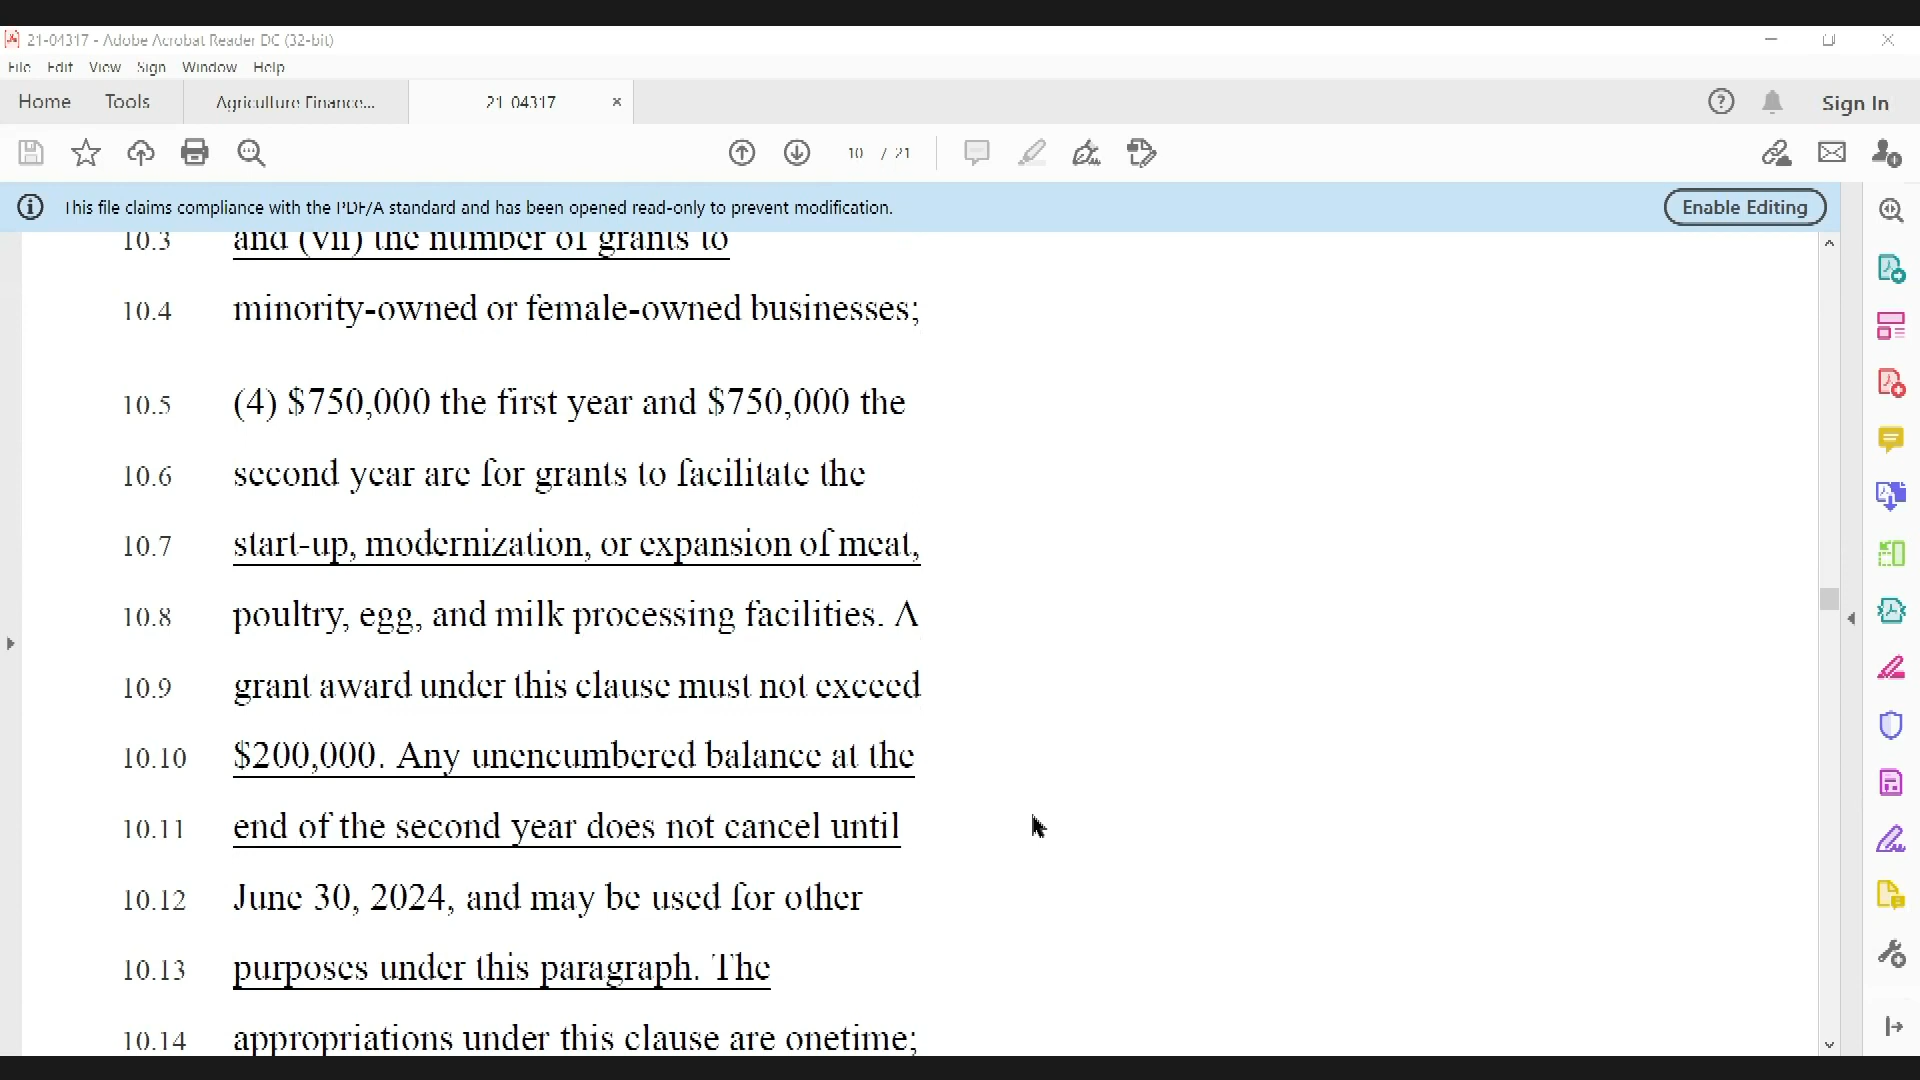 21-04317 - Adobe Acrobat Reader DC (32-bit)
File Edit View Sign Window Help
Home Tools Agriculture Finance... 21-04317 × Sign In
10 / 21
This file claims compliance with the PDF/A standard and has been opened read-only to prevent modification. Enable Editing
10.3 and (vii) the number of grants to
10.4 minority-owned or female-owned businesses;
10.5 (4) $750,000 the first year and $750,000 the
10.6 second year are for grants to facilitate the
10.7 start-up, modernization, or expansion of meat,
10.8 poultry, egg, and milk processing facilities. A
10.9 grant award under this clause must not exceed
10.10 $200,000. Any unencumbered balance at the
10.11 end of the second year does not cancel until
10.12 June 30, 2024, and may be used for other
10.13 purposes under this paragraph. The
10.14 appropriations under this clause are onetime;